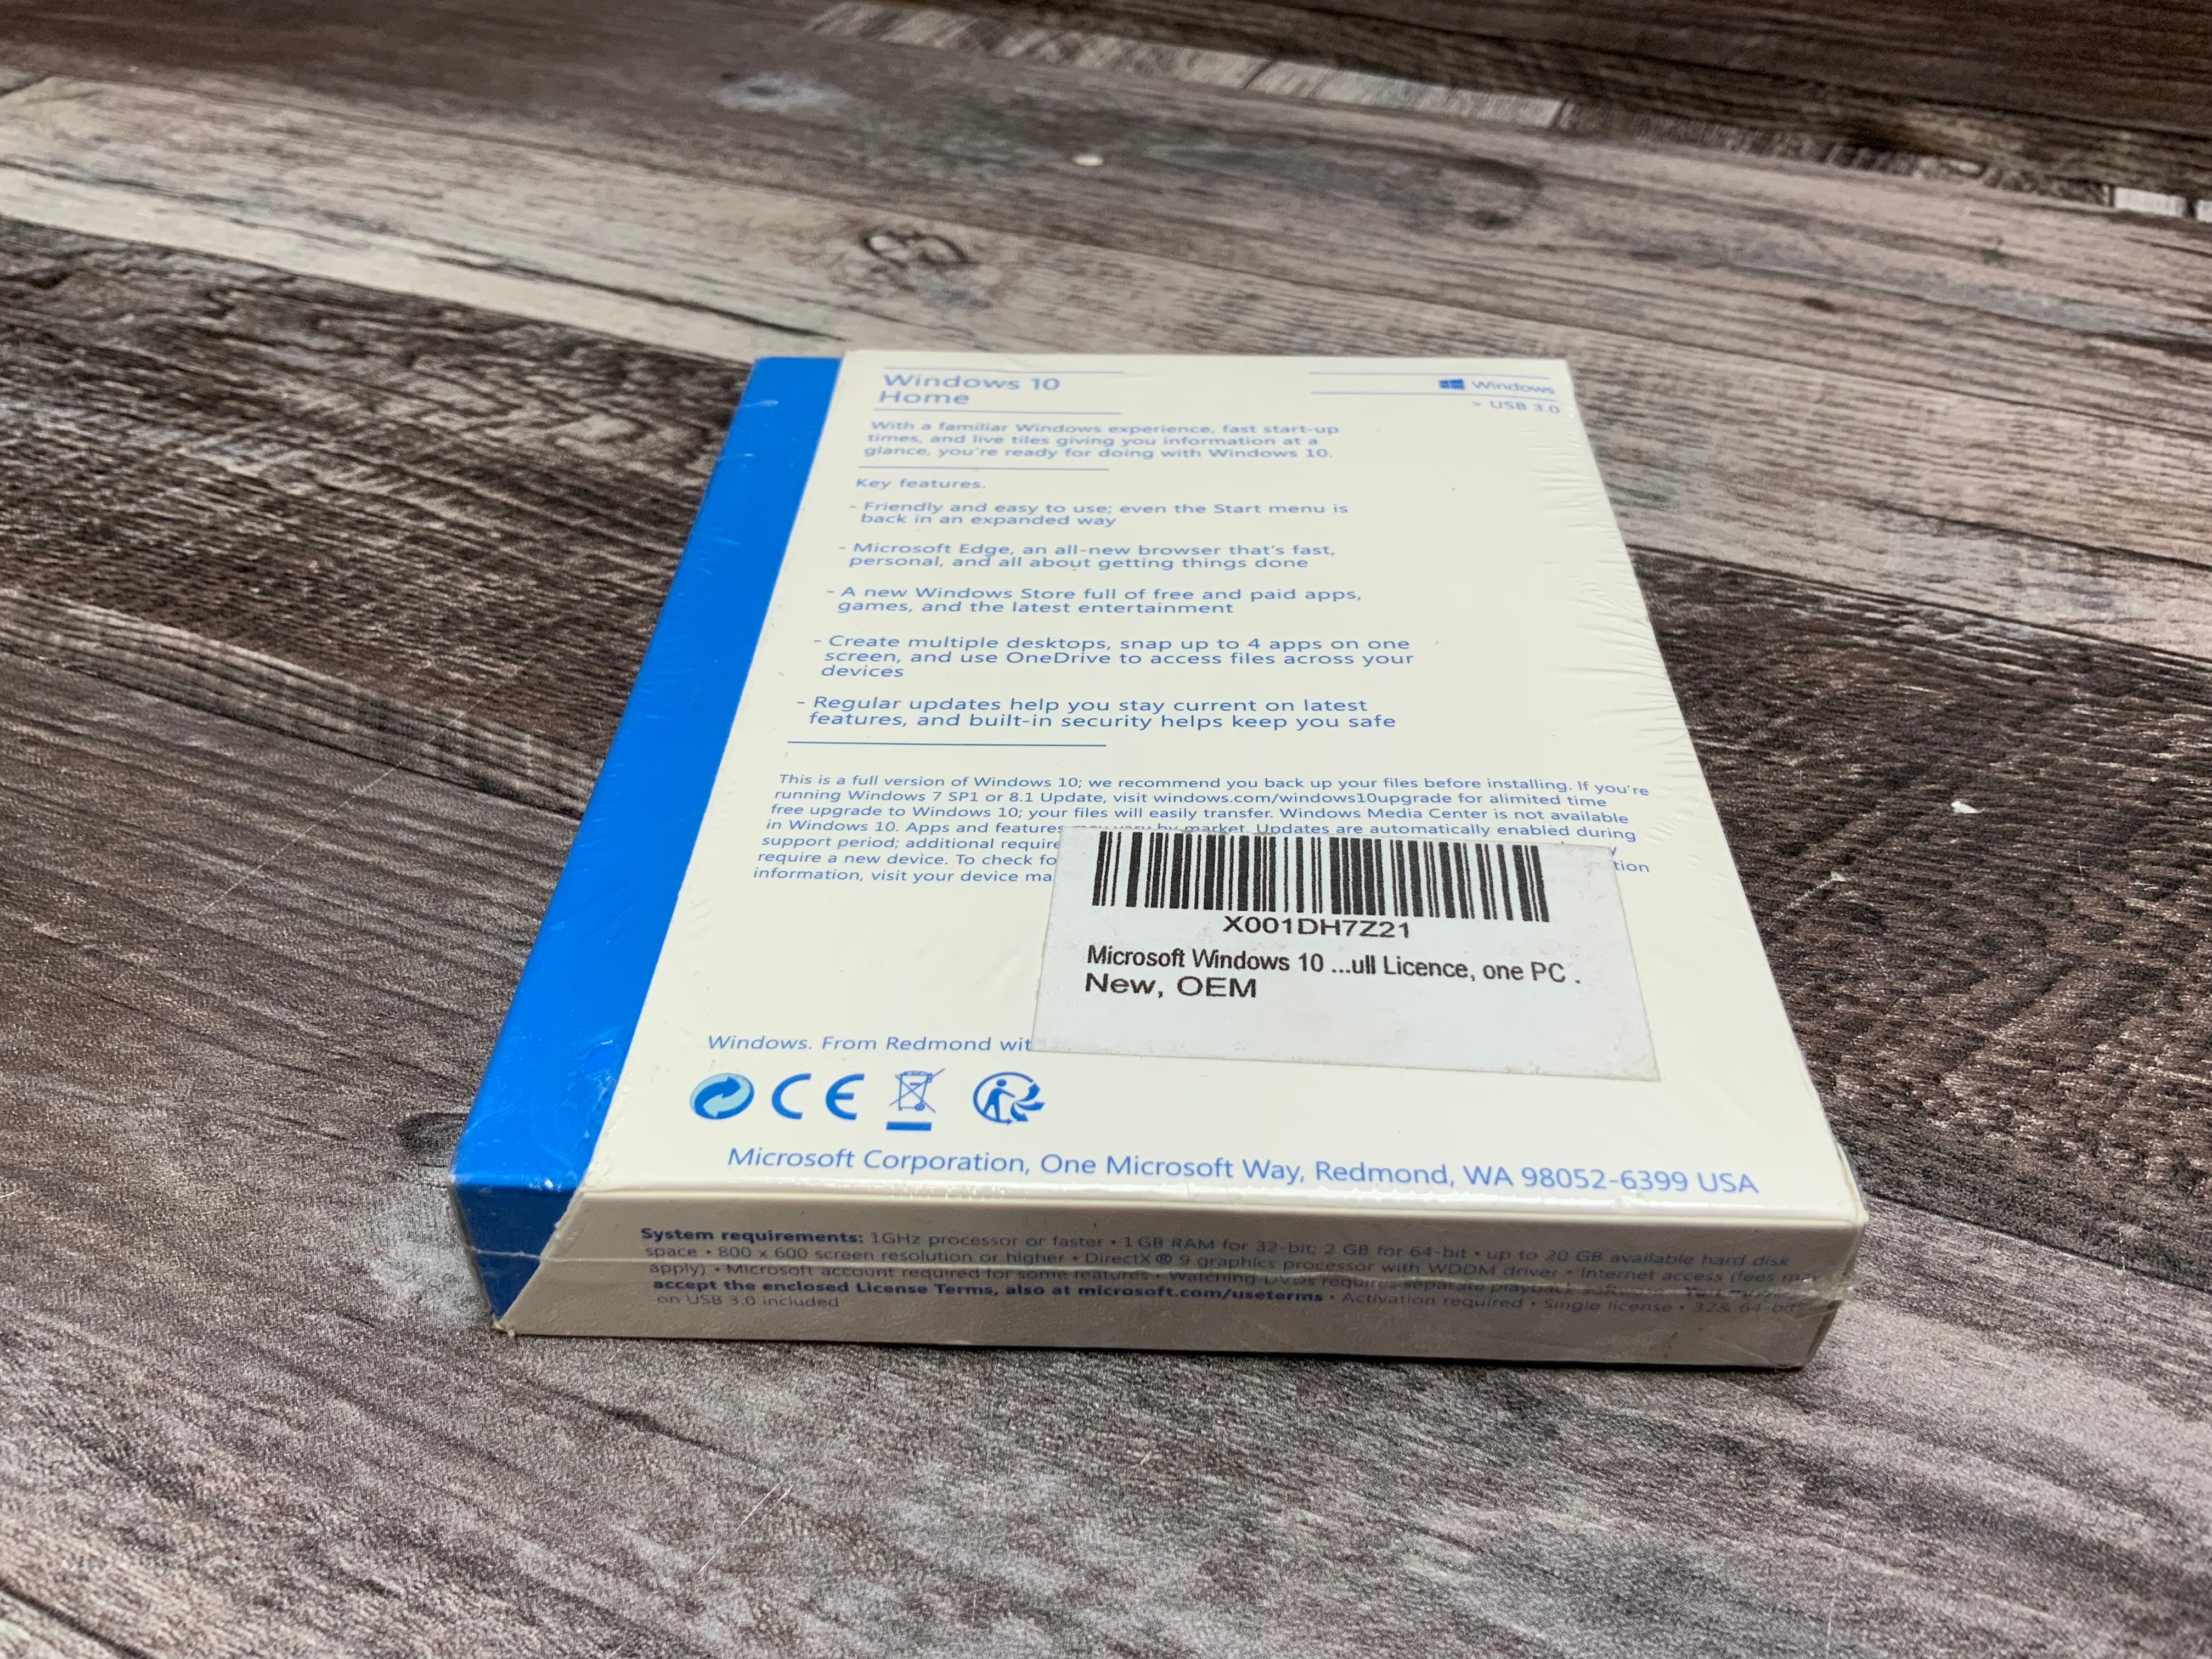 Windows 10
Home
Windows
> USB 3.0
With a familiar Windows experience, fast start-up
times, and live tiles giving you information at a
glance, you're ready for doing with Windows 10.
Key features.
- Friendly and easy to use; even the Start menu is
back in an expanded way
- Microsoft Edge, an all-new browser that's fast,
personal, and all about getting things done
- A new Windows Store full of free and paid apps,
games, and the latest entertainment
- Create multiple desktops, snap up to 4 apps on one
screen, and use OneDrive to access files across your
devices
- Regular updates help you stay current on latest
features, and built-in security helps keep you safe
This is a full version of Windows 10; we recommend you back up your files before installing. If you're
running Windows 7 SP1 or 8.1 Update, visit windows.com/windows10upgrade for alimited time
free upgrade to Windows 10; your files will easily transfer. Windows Media Center is not available
in Windows 10. Apps and features may vary by market. Updates are automatically enabled during
support period; additional require
require a new device. To check fo
tion
information, visit your device ma
X001DH7Z21
Microsoft Windows 10 ...ull Licence, one PC .
New, OEM
Windows. From Redmond wit
CE
Microsoft Corporation, One Microsoft Way, Redmond, WA 98052-6399 USA
System requirements: 1GHz processor or faster • 1 GB RAM for 32-bit; 2 GB for 64-bit • up to 20 GB available hard disk
space • 800 x 600 screen resolution or higher • DirectX® 9 graphics processor with WDDM driver • Internet access (fees
apply) • Microsoft account required for some features • Watching DVDs requires separate playback
accept the enclosed License Terms, also at microsoft.com/useterms • Activation required • Single license • 32& 64-bit
on USB 3.0 included